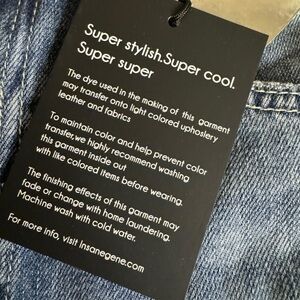 Super stylish.Super cool.
Super super
The dye used in the making of this garment
may transfer onto light colored upholsery
leather and fabrics
To maintain color and help prevent color
transfer,we highly recommend washing
this garment inside out
with like colored items before wearing.
The finishing effects of this garment may
fade or change with home laundering.
Machine wash with cold water.
For more info, visit Insanegene.com